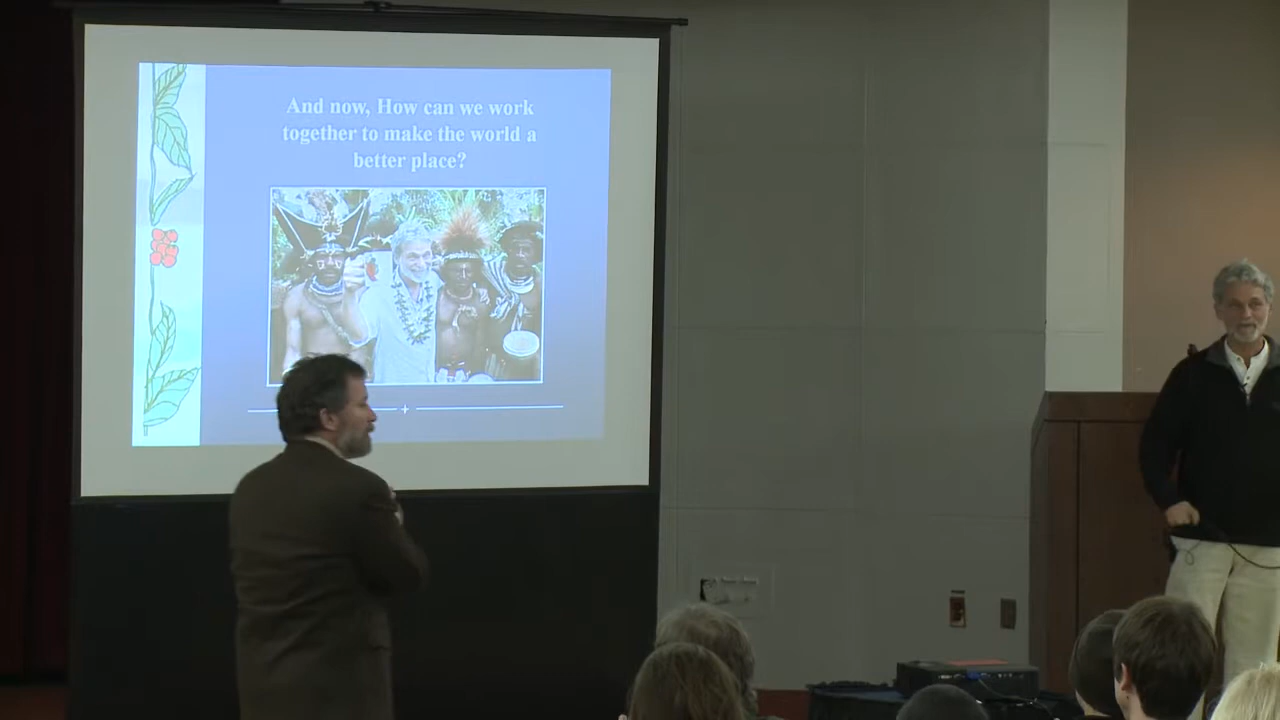 And now, How can we work
together to make the world a
better place?